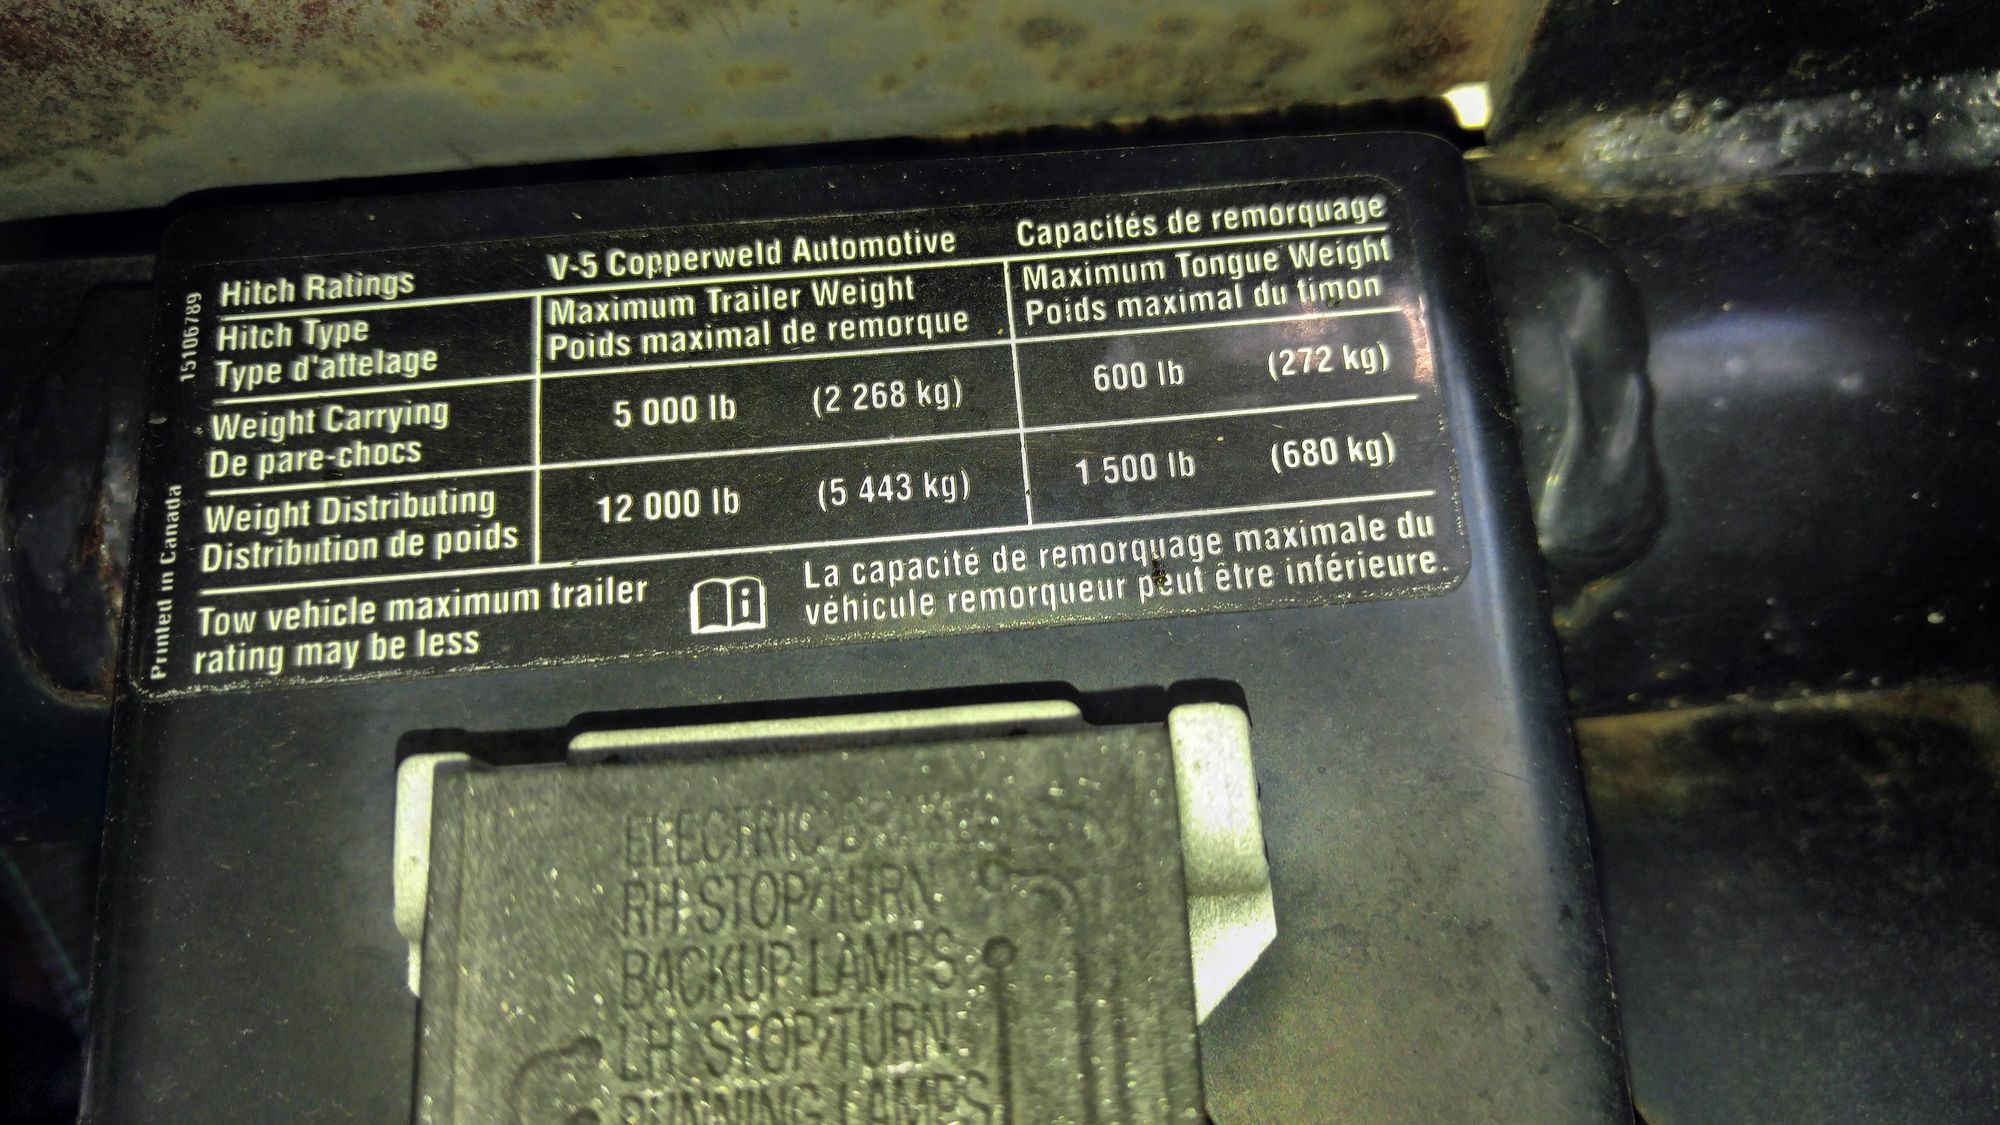 Hitch Ratings V-5 Copperweld Automotive Capacités de remorquage
Hitch Type Maximum Trailer Weight Maximum Tongue Weight
Type d'attelage Poids maximal de remorque Poids maximal du timon
Weight Carrying
De pare-chocs
5 000 lb (2 268 kg) 600 lb (272 kg)
Weight Distributing
Distribution de poids
12 000 lb (5 443 kg) 1 500 lb (680 kg)
Tow vehicle maximum trailer
rating may be less
La capacité de remorquage maximale du
véhicule remorqueur peut être inférieure.
Printed in Canada 15106789
ELECTRIC
RH STOP/TURN
BACKUP LAMPS
LH STOP/TURN
RUNNING LAMPS